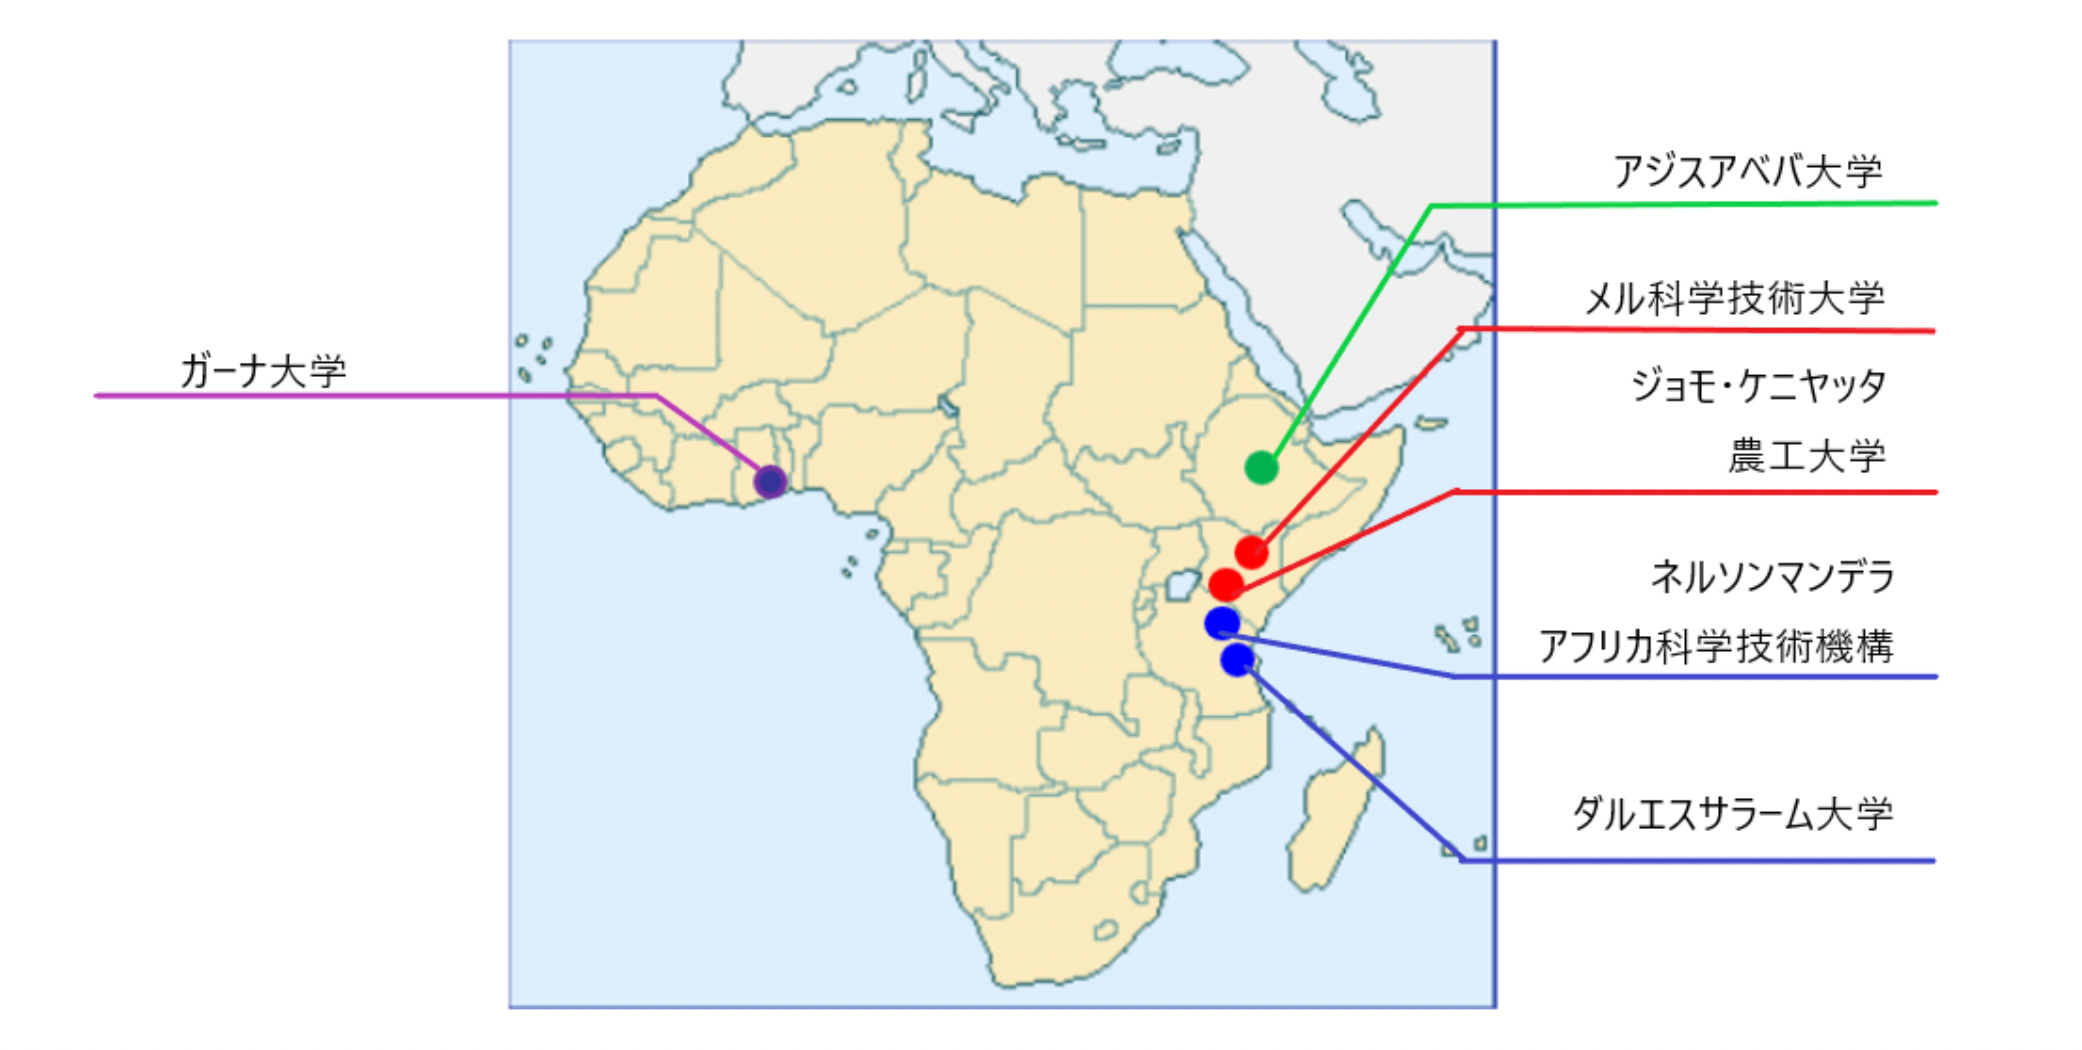 アジスアベバ大学
メル科学技術大学
ガーナ大学
ジョモ・ケニヤッタ
農工大学
ネルソンマンデラ
アフリカ科学技術機構
ダルエスサラーム大学